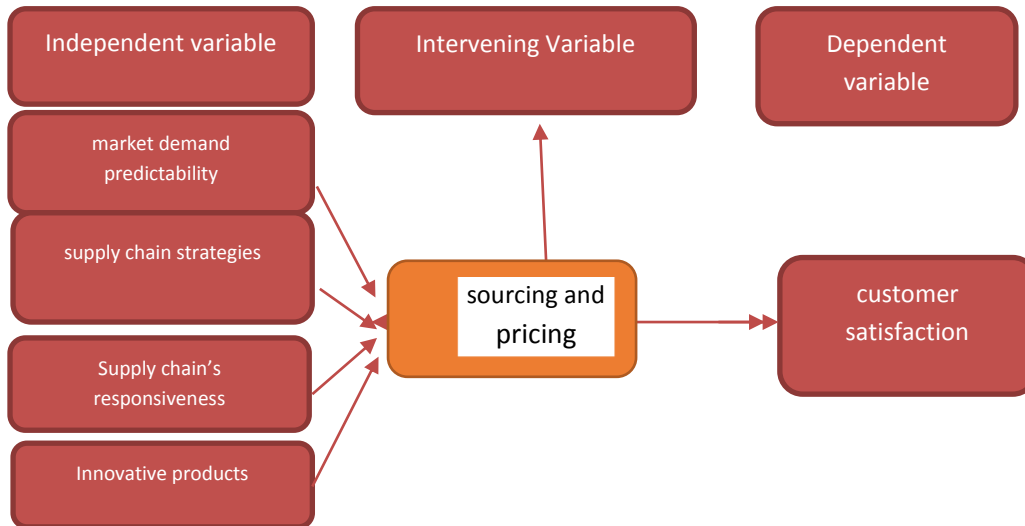 Independent variable
Intervening Variable
Dependent
variable
market demand
predictability
supply chain strategies
sourcing and
pricing
customer
satisfaction
Supply chain’s
responsiveness
Innovative products